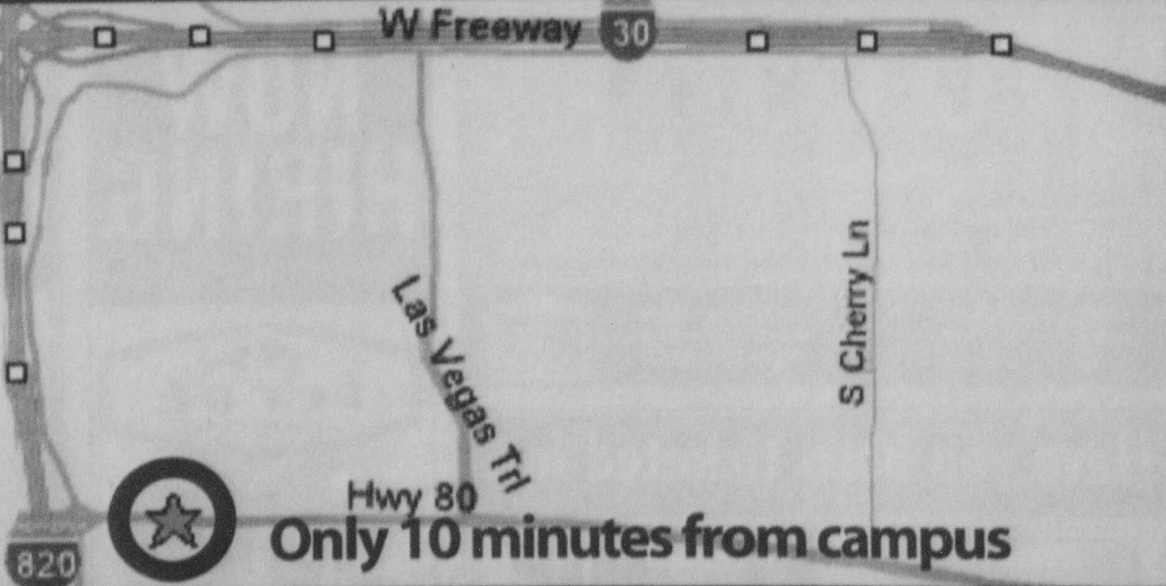 W Freeway 30
Las Vegas Trl
S Cherry Ln
Hwy 80
Only 10 minutes from campus
820